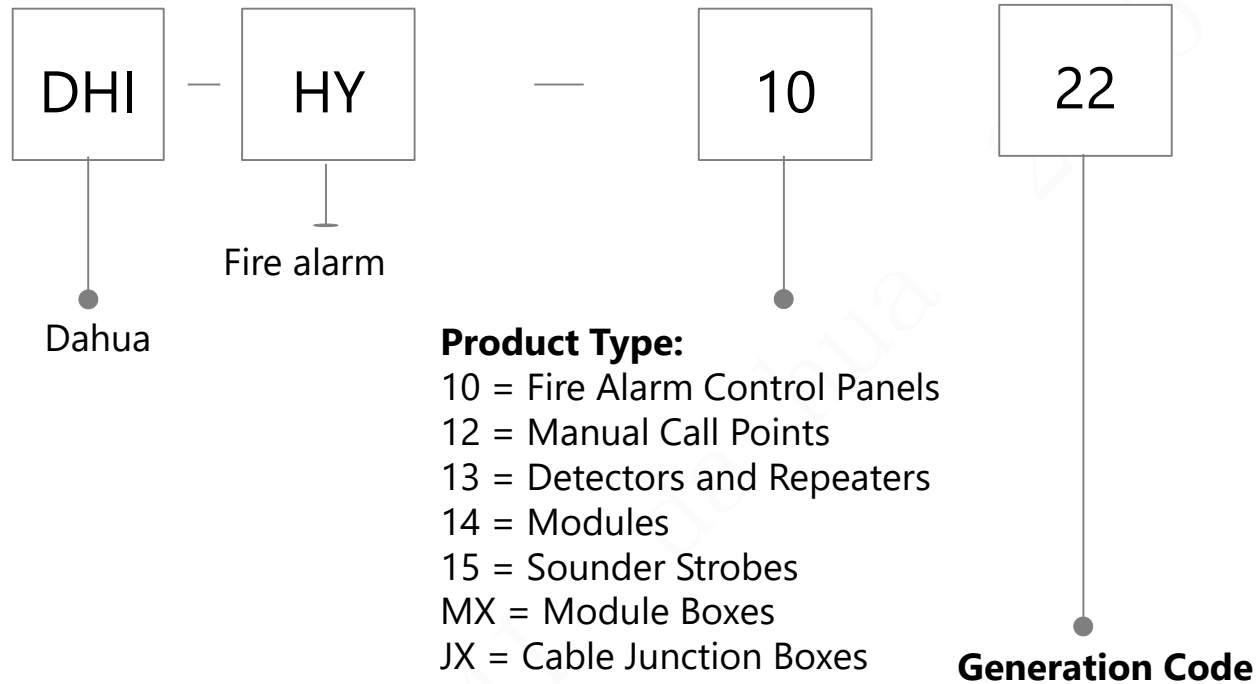 DHI — HY — 10 22
Fire alarm
Dahua
Product Type:
10 = Fire Alarm Control Panels
12 = Manual Call Points
13 = Detectors and Repeaters
14 = Modules
15 = Sounder Strobes
MX = Module Boxes
JX = Cable Junction Boxes
Generation Code